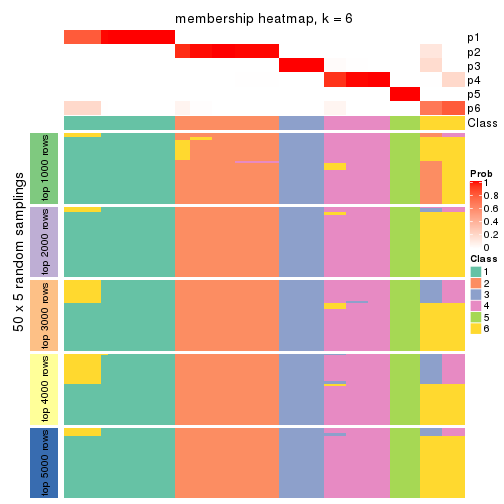 membership heatmap, k = 6
p1
p2
p3
p4
p5
p6
Class
50 x 5 random samplings
top 1000 rows
top 2000 rows
top 3000 rows
top 4000 rows
top 5000 rows
Prob
1
0.8
0.6
0.4
0.2
0
Class
1
2
3
4
5
6